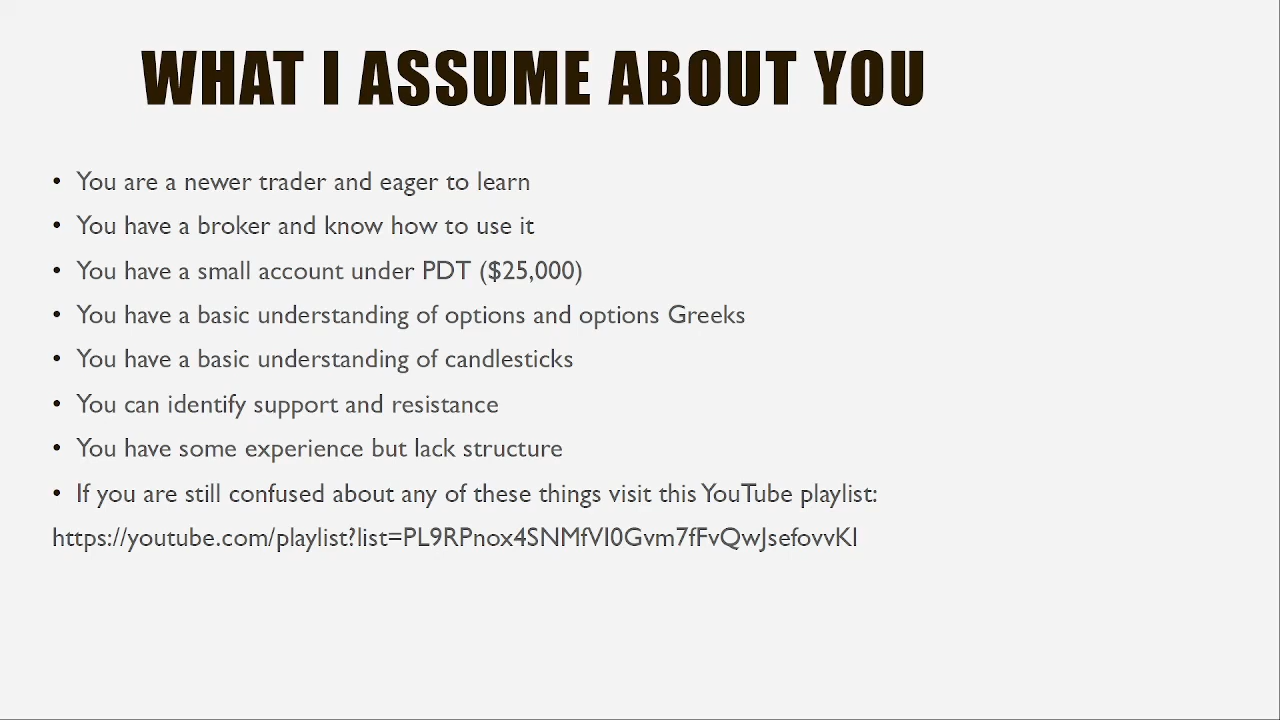 WHAT I ASSUME ABOUT YOU
• You are a newer trader and eager to learn
• You have a broker and know how to use it
• You have a small account under PDT ($25,000)
• You have a basic understanding of options and options Greeks
• You have a basic understanding of candlesticks
• You can identify support and resistance
• You have some experience but lack structure
• If you are still confused about any of these things visit this YouTube playlist:
https://youtube.com/playlist?list=PL9RPnox4SNMfVl0Gvm7fFvQwJsefovvKl